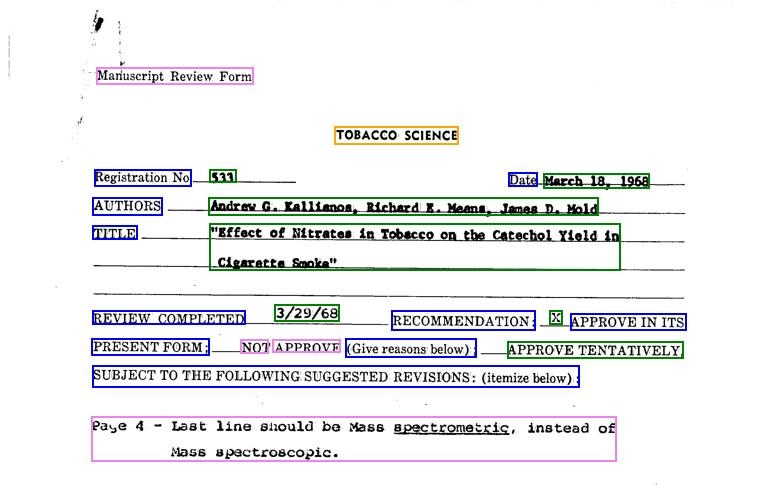 Manuscript Review Form
TOBACCO SCIENCE
Registration No 533 Date March 18, 1968
AUTHORS Andrew G. Kallianos, Richard E. Means, James D. Mold
TITLE "Effect of Nitrates in Tobacco on the Catechol Yield in
Cigarette Smoke"
REVIEW COMPLETED 3/29/68 RECOMMENDATION: X APPROVE IN ITS
PRESENT FORM; NOT APPROVE (Give reasons below); APPROVE TENTATIVELY,
SUBJECT TO THE FOLLOWING SUGGESTED REVISIONS: (itemize below);
Page 4 - Last line should be Mass spectrometric, instead of
Mass spectroscopic.